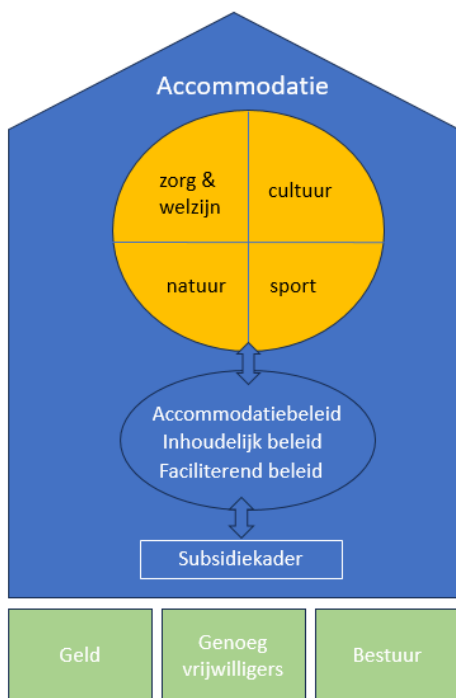 Accommodatie
zorg &
welzijn
cultuur
natuur
sport
Accommodatiebeleid
Inhoudelijk beleid
Faciliterend beleid
Subsidiekader
Geld
Genoeg
vrijwilligers
Bestuur